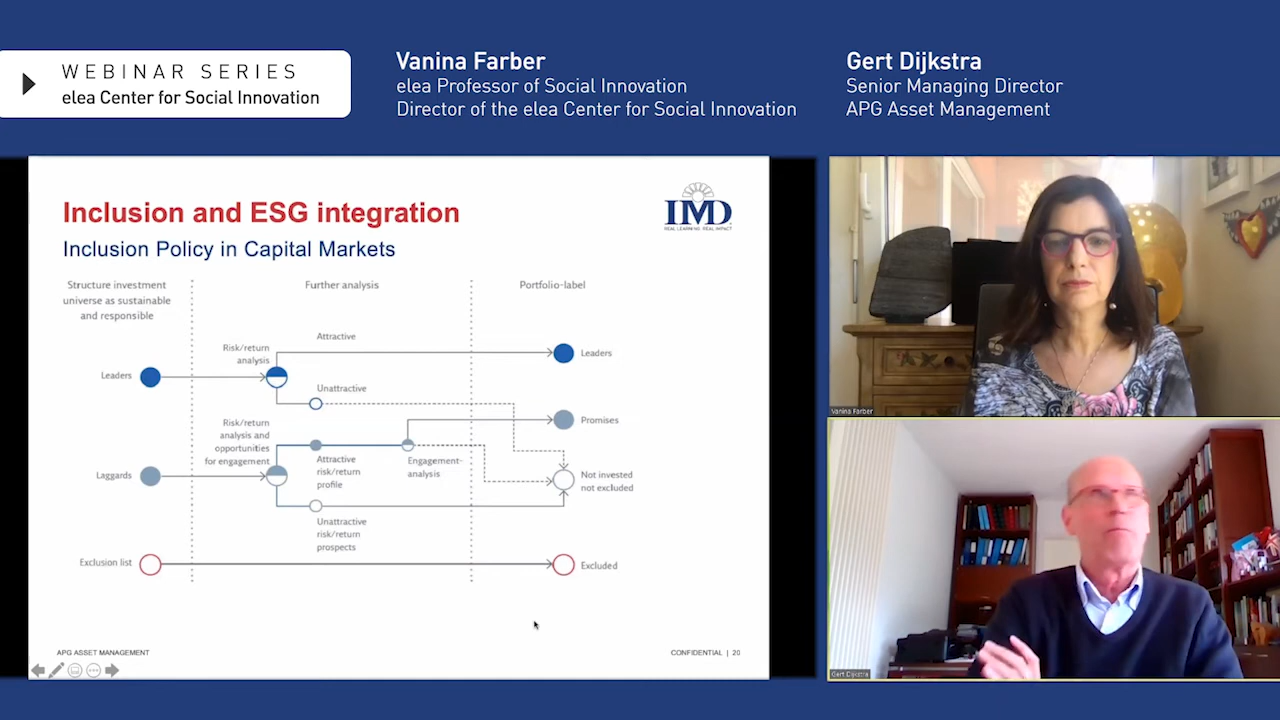 WEBINAR SERIES
elea Center for Social Innovation
Vanina Farber
elea Professor of Social Innovation
Director of the elea Center for Social Innovation
Gert Dijkstra
Senior Managing Director
APG Asset Management
Inclusion and ESG integration
Inclusion Policy in Capital Markets
IMD
REAL LEARNING. REAL IMPACT
Structure investment
universe as sustainable
and responsible
Further analysis
Portfolio-label
Leaders
Risk/return
analysis
Attractive
Unattractive
Leaders
Laggards
Risk/return
analysis and
opportunities
for engagement
Attractive
risk/return
profile
Engagement-
analysis
Unattractive
risk/return
prospects
Promises
Not invested
not excluded
Exclusion list
Excluded
APG ASSET MANAGEMENT
CONFIDENTIAL | 20
Vanina Farber
Gert Dijkstra